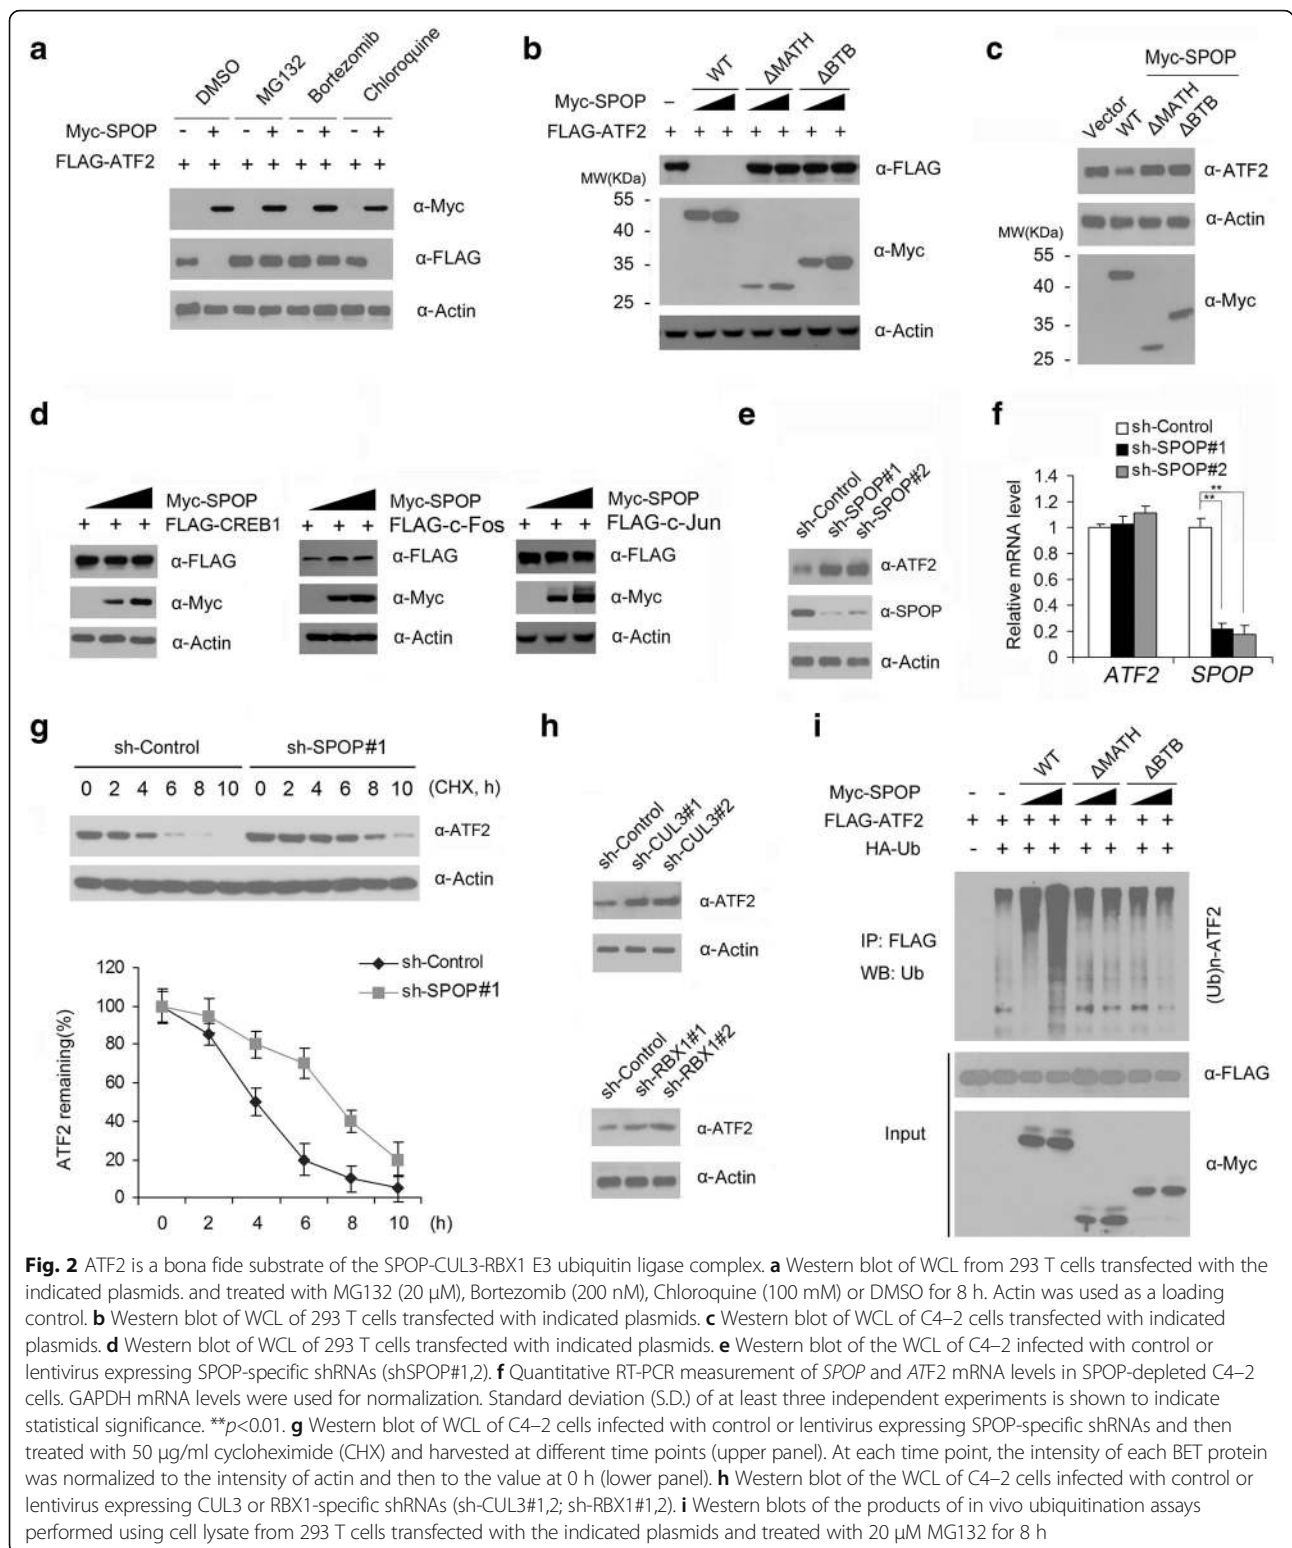 a
DMSO MG132 Bortezomib Chloroquine
Myc-SPOP - + - + - + - +
FLAG-ATF2 + + + + + + + +
α-Myc
α-FLAG
α-Actin
b
WT ΔMATH ΔBTB
Myc-SPOP –
FLAG-ATF2 + + + + + + +
α-FLAG
MW(KDa)
55 -
40 -
35 -
25 -
α-Myc
α-Actin
c
Myc-SPOP
Vector WT ΔMATH ΔBTB
α-ATF2
α-Actin
MW(KDa)
55 -
40 -
35 -
25 -
α-Myc
d
Myc-SPOP
+ + + FLAG-CREB1
α-FLAG
α-Myc
α-Actin
Myc-SPOP
+ + + FLAG-c-Fos
α-FLAG
α-Myc
α-Actin
Myc-SPOP
+ + + FLAG-c-Jun
α-FLAG
α-Myc
α-Actin
e
sh-Control sh-SPOP#1 sh-SPOP#2
α-ATF2
α-SPOP
α-Actin
f
sh-Control
sh-SPOP#1
sh-SPOP#2
Relative mRNA level
1.4
1.2
1
0.8
0.6
0.4
0.2
0
**
**
ATF2 SPOP
g
sh-Control sh-SPOP#1
0 2 4 6 8 10 0 2 4 6 8 10 (CHX, h)
α-ATF2
α-Actin
sh-Control
sh-SPOP#1
ATF2 remaining(%)
120
100
80
60
40
20
0
0 2 4 6 8 10 (h)
h
sh-Control sh-CUL3#1 sh-CUL3#2
α-ATF2
α-Actin
sh-Control sh-RBX1#1 sh-RBX1#2
α-ATF2
α-Actin
i
WT ΔMATH ΔBTB
Myc-SPOP - -
FLAG-ATF2 + + + + + + + +
HA-Ub - + + + + + + +
IP: FLAG
WB: Ub
(Ub)n-ATF2
α-FLAG
Input
α-Myc
Fig. 2 ATF2 is a bona fide substrate of the SPOP-CUL3-RBX1 E3 ubiquitin ligase complex. a Western blot of WCL from 293 T cells transfected with the
indicated plasmids. and treated with MG132 (20 μM), Bortezomib (200 nM), Chloroquine (100 mM) or DMSO for 8 h. Actin was used as a loading
control. b Western blot of WCL of 293 T cells transfected with indicated plasmids. c Western blot of WCL of C4–2 cells transfected with indicated
plasmids. d Western blot of WCL of 293 T cells transfected with indicated plasmids. e Western blot of the WCL of C4–2 infected with control or
lentivirus expressing SPOP-specific shRNAs (shSPOP#1,2). f Quantitative RT-PCR measurement of SPOP and ATF2 mRNA levels in SPOP-depleted C4–2
cells. GAPDH mRNA levels were used for normalization. Standard deviation (S.D.) of at least three independent experiments is shown to indicate
statistical significance. **p<0.01. g Western blot of WCL of C4–2 cells infected with control or lentivirus expressing SPOP-specific shRNAs and then
treated with 50 μg/ml cycloheximide (CHX) and harvested at different time points (upper panel). At each time point, the intensity of each BET protein
was normalized to the intensity of actin and then to the value at 0 h (lower panel). h Western blot of the WCL of C4–2 cells infected with control or
lentivirus expressing CUL3 or RBX1-specific shRNAs (sh-CUL3#1,2; sh-RBX1#1,2). i Western blots of the products of in vivo ubiquitination assays
performed using cell lysate from 293 T cells transfected with the indicated plasmids and treated with 20 μM MG132 for 8 h